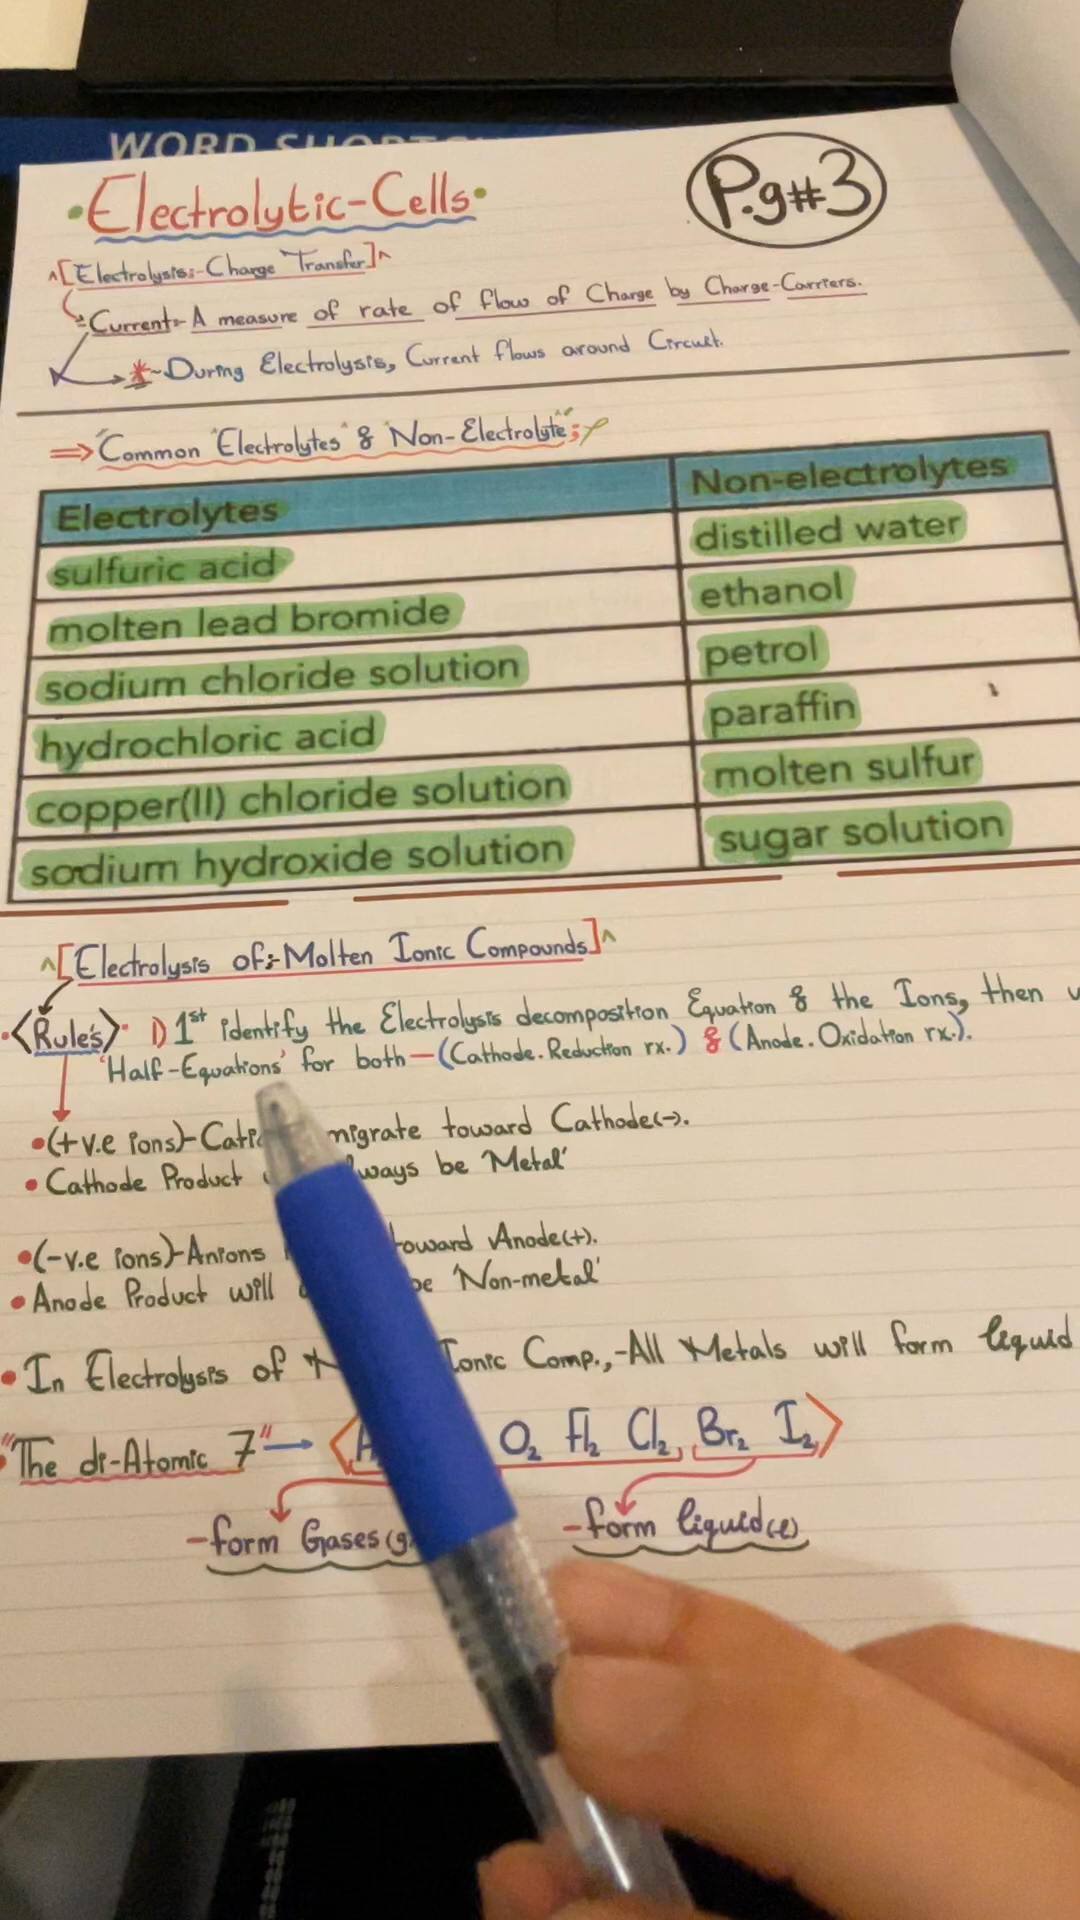 WORD
•Electrolytic-Cells•
P.g#3
^[Electrolysis:-Charge Transfer]^
Current:- A measure of rate of flow of Charge by Charge-Carriers.
*~During Electrolysis, Current flows around Circuit.
⇒ "Common "Electrolytes" & "Non-Electrolyte";
Electrolytes Non-electrolytes
sulfuric acid distilled water
molten lead bromide ethanol
sodium chloride solution petrol
hydrochloric acid paraffin
copper(II) chloride solution molten sulfur
sodium hydroxide solution sugar solution
^[Electrolysis of:-Molten Ionic Compounds]^
•<Rule's>• 1) 1st identify the Electrolysis decomposition Equation & the Ions, then
'Half-Equations' for both—(Cathode.Reduction rx.) & (Anode.Oxidation rx.).
•(+v.e ions)-migrate toward Cathode(-).
•Cathode Product be 'Metal'
•(-v.e ions)-Anions toward Anode(+).
•Anode Product will be 'Non-metal'
•In Electrolysis of Ionic Comp.,-All Metals will form liquid
•"The di-Atomic 7"→ < O2 Fl2 Cl2, Br2 I2>
-form Gases(g -form liquid(l)